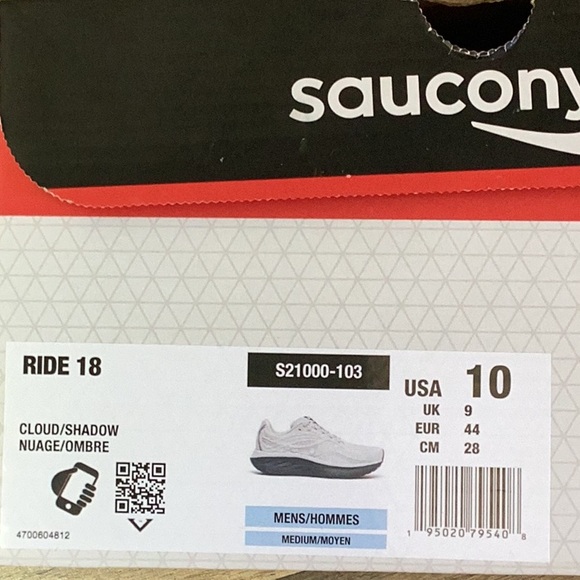 saucony
RIDE 18
S21000-103
USA 10
UK 9
EUR 44
CM 28
CLOUD/SHADOW
NUAGE/OMBRE
MENS/HOMMES
MEDIUM/MOYEN
4700604812
1 95020 79540 8